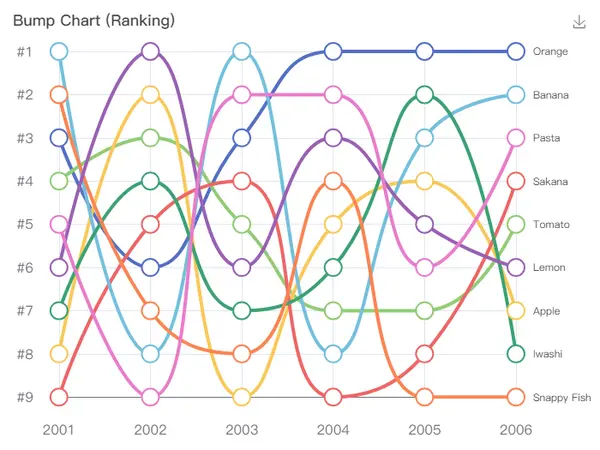 Bump Chart (Ranking)
#1
Orange
#2
Banana
#3
Pasta
#4
Sakana
#5
Tomato
#6
Lemon
#7
Apple
#8
Iwashi
#9
Snappy Fish
2001 2002 2003 2004 2005 2006